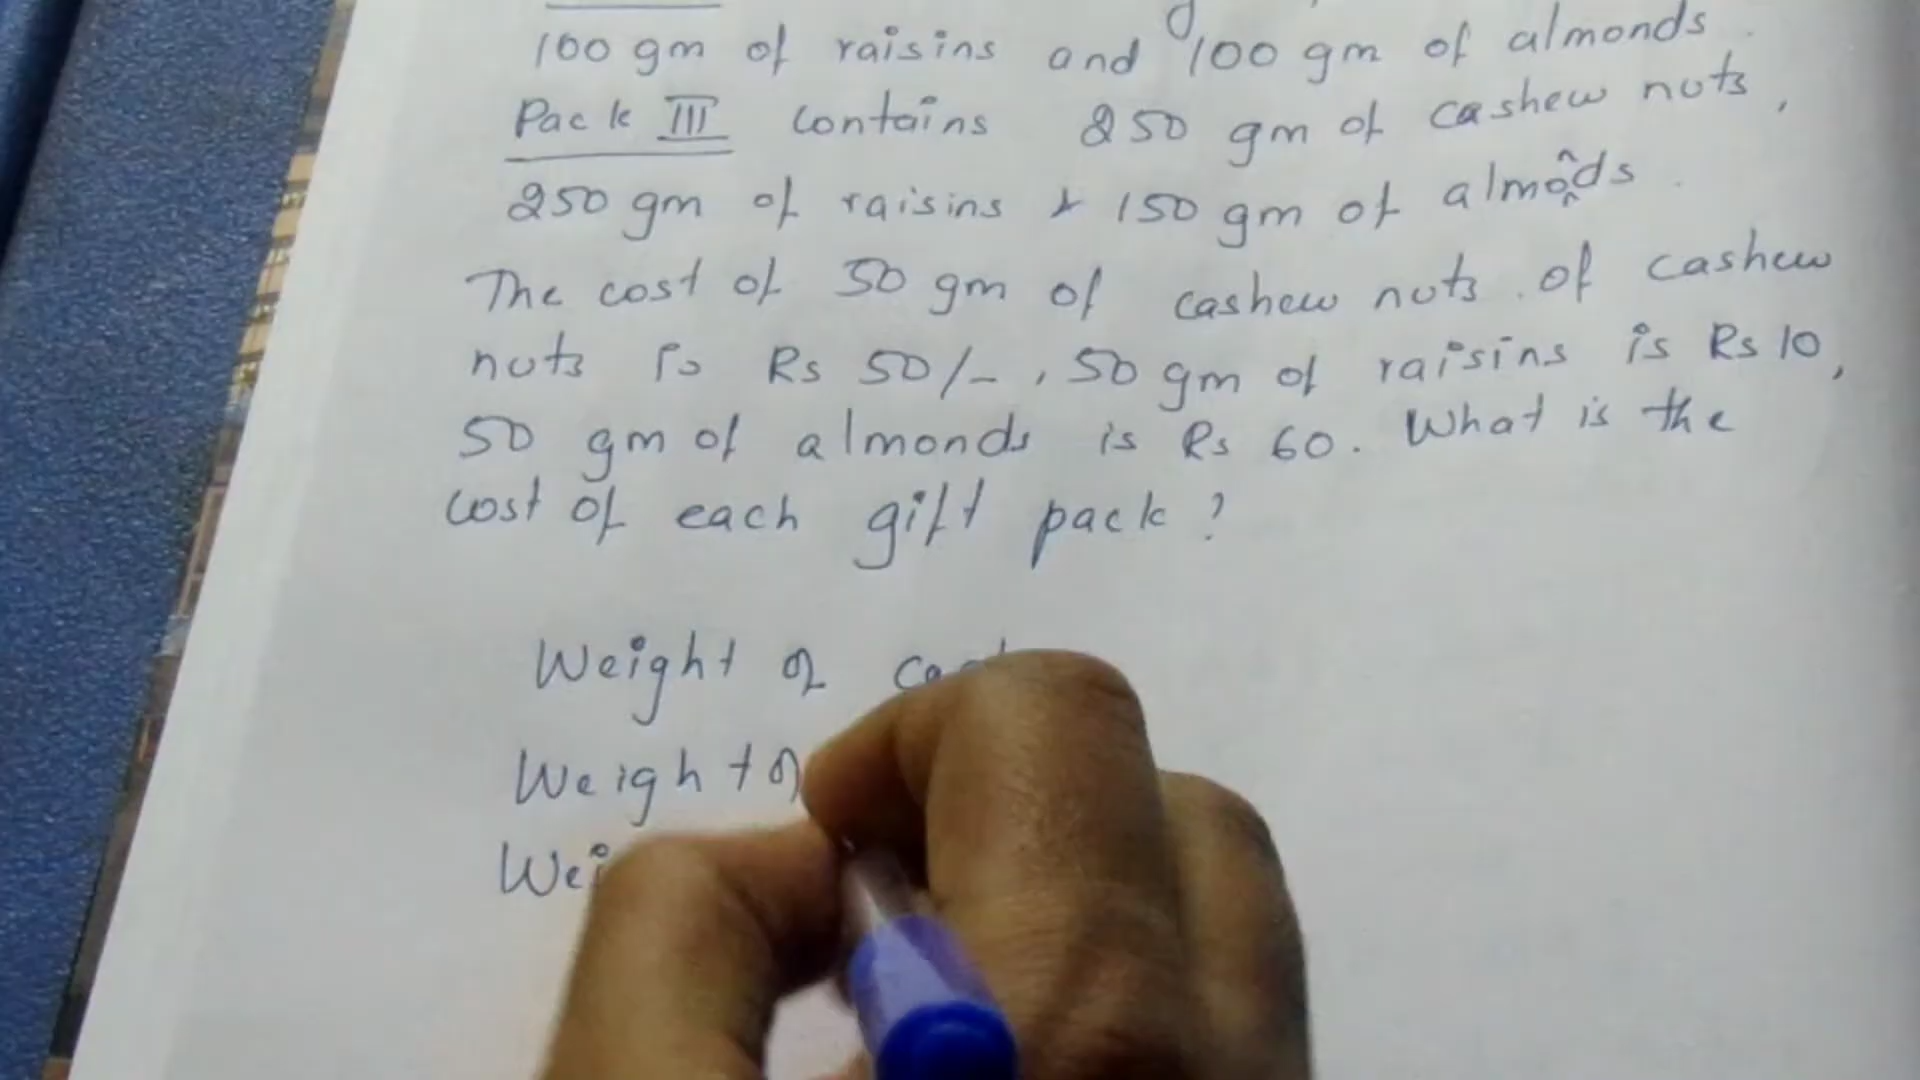 100 gm of raisins and 100 gm of almonds.
Pack III contains 250 gm of cashew nuts,
250 gm of raisins & 150 gm of almods.
The cost of 50 gm of cashew nuts. of cashew
nuts is Rs 50/-, 50 gm of raisins is Rs 10,
50 gm of almonds is Rs 60. What is the
cost of each gift pack?
Weight of
Weight of